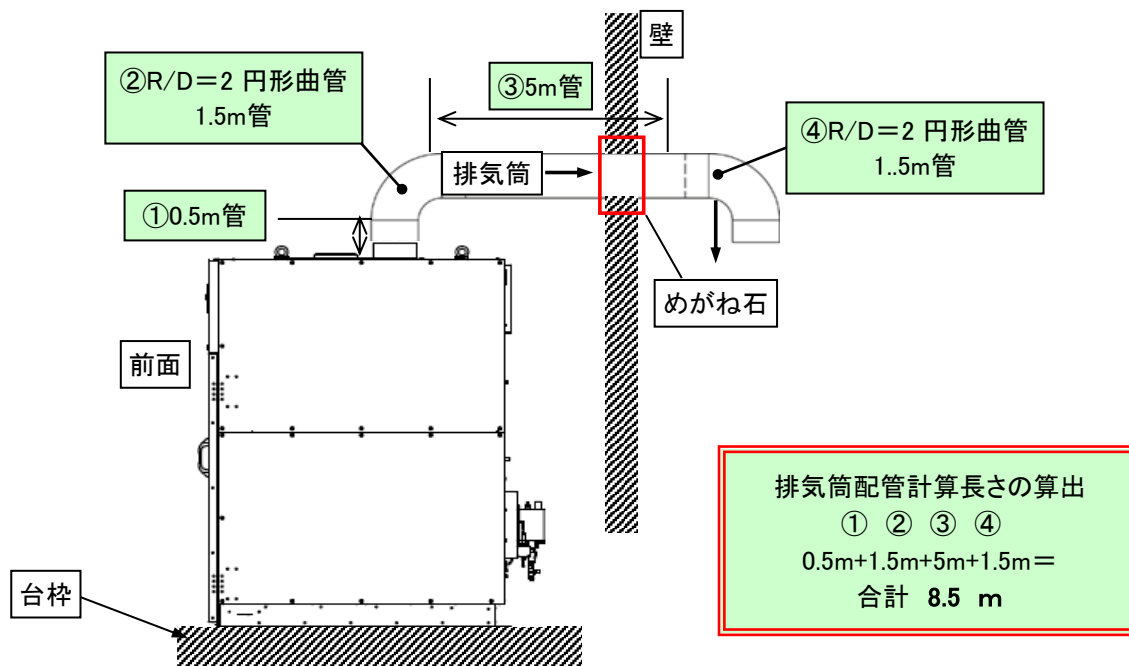 壁
②R/D＝2 円形曲管
1.5m管
③5m管
④R/D＝2 円形曲管
1..5m管
排気筒
①0.5m管
めがね石
前面
台枠
排気筒配管計算長さの算出
① ② ③ ④
0.5m+1.5m+5m+1.5m＝
合計 8.5 m